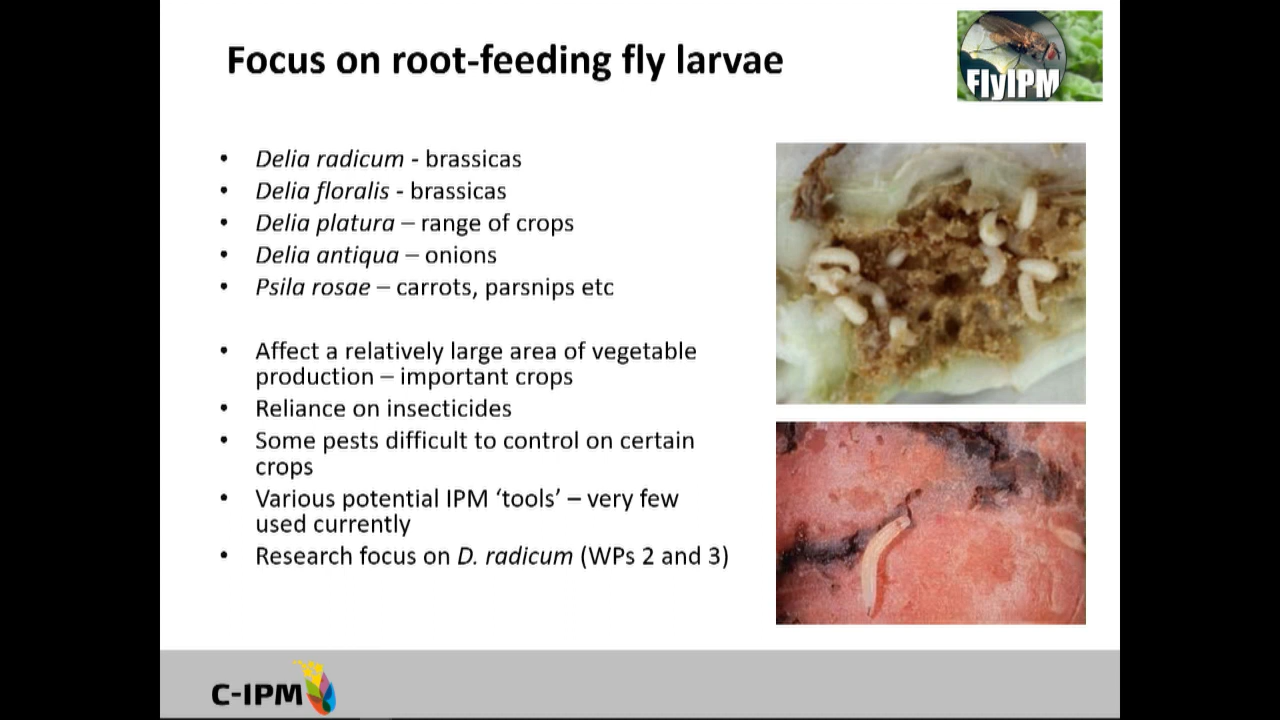 Focus on root-feeding fly larvae
FlyIPM
• Delia radicum - brassicas
• Delia floralis - brassicas
• Delia platura – range of crops
• Delia antiqua – onions
• Psila rosae – carrots, parsnips etc
• Affect a relatively large area of vegetable
production – important crops
• Reliance on insecticides
• Some pests difficult to control on certain
crops
• Various potential IPM ‘tools’ – very few
used currently
• Research focus on D. radicum (WPs 2 and 3)
C-IPM